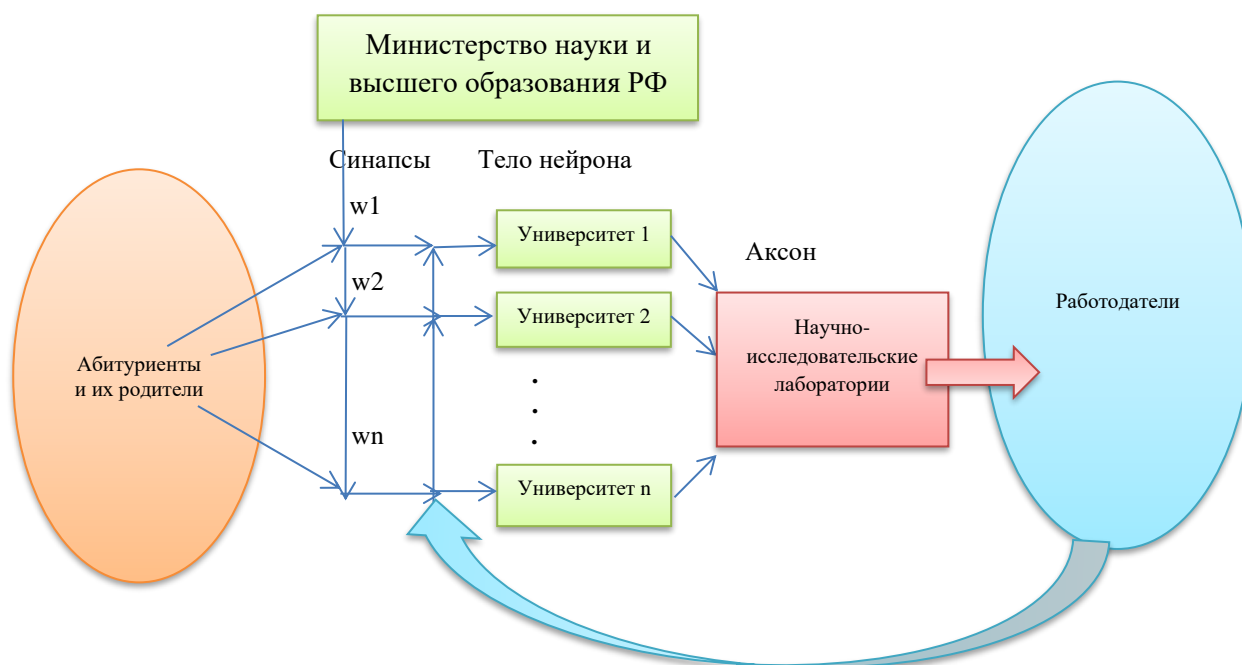 Министерство науки и
высшего образования РФ
Синапсы
Тело нейрона
w1
Университет 1
Аксон
w2
Университет 2
Работодатели
Научно-
исследовательские
лаборатории
Абитуриенты
и их родители
wn
Университет n